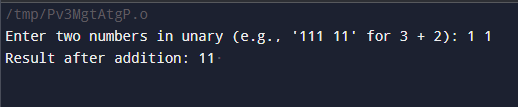 /tmp/Pv3MgtAtgP.o
Enter two numbers in unary (e.g., '111 11' for 3 + 2): 1 1
Result after addition: 11